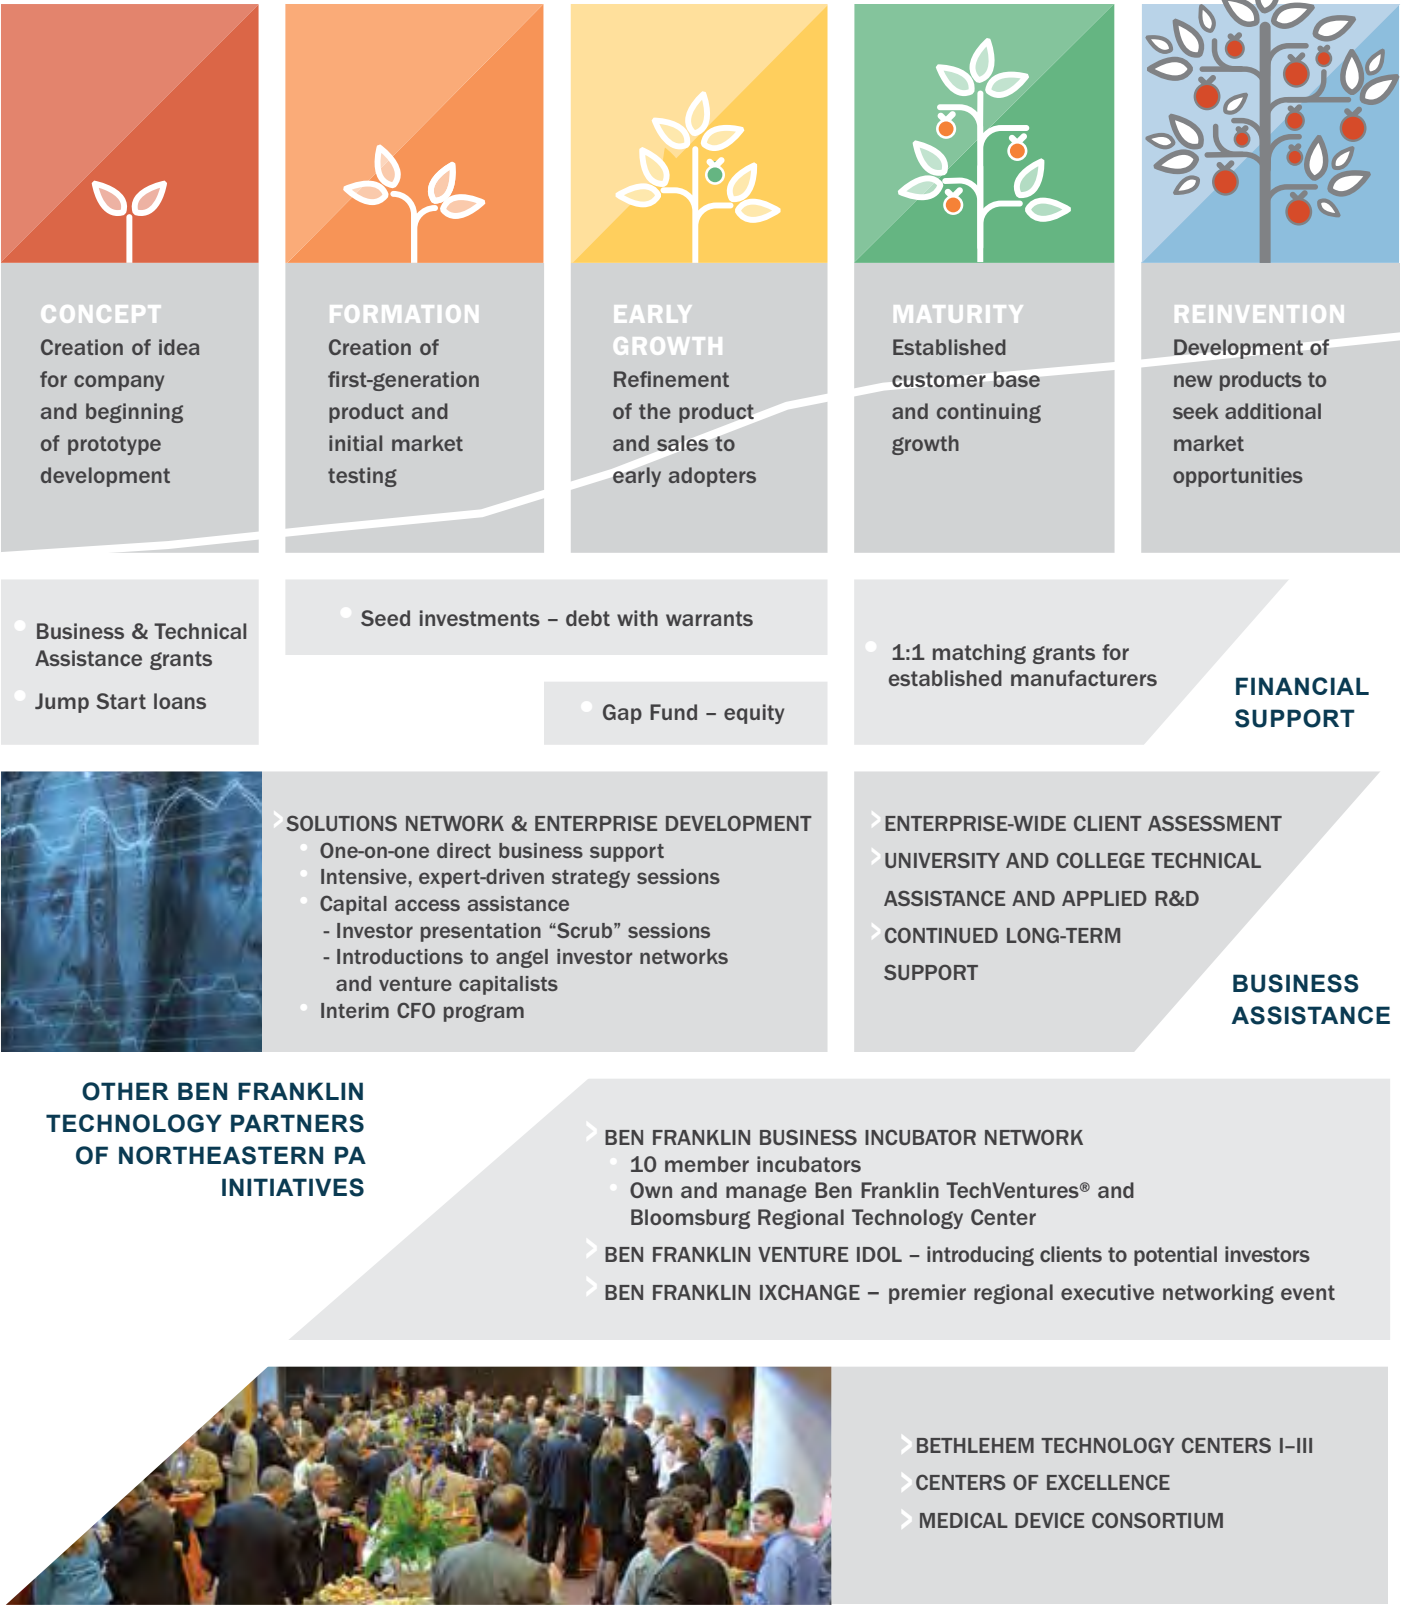 CONCEPT
Creation of idea
for company
and beginning
of prototype
development
FORMATION
Creation of
first-generation
product and
initial market
testing
EARLY
GROWTH
Refinement
of the product
and sales to
early adopters
MATURITY
Established
customer base
and continuing
growth
REINVENTION
Development of
new products to
seek additional
market
opportunities
• Business & Technical
Assistance grants
• Jump Start loans
• Seed investments – debt with warrants
• Gap Fund – equity
• 1:1 matching grants for
established manufacturers
FINANCIAL
SUPPORT
> SOLUTIONS NETWORK & ENTERPRISE DEVELOPMENT
• One-on-one direct business support
• Intensive, expert-driven strategy sessions
• Capital access assistance
- Investor presentation “Scrub” sessions
- Introductions to angel investor networks
and venture capitalists
• Interim CFO program
> ENTERPRISE-WIDE CLIENT ASSESSMENT
> UNIVERSITY AND COLLEGE TECHNICAL
ASSISTANCE AND APPLIED R&D
> CONTINUED LONG-TERM
SUPPORT
BUSINESS
ASSISTANCE
OTHER BEN FRANKLIN
TECHNOLOGY PARTNERS
OF NORTHEASTERN PA
INITIATIVES
> BEN FRANKLIN BUSINESS INCUBATOR NETWORK
• 10 member incubators
• Own and manage Ben Franklin TechVentures® and
Bloomsburg Regional Technology Center
> BEN FRANKLIN VENTURE IDOL – introducing clients to potential investors
> BEN FRANKLIN IXCHANGE – premier regional executive networking event
> BETHLEHEM TECHNOLOGY CENTERS I–III
> CENTERS OF EXCELLENCE
> MEDICAL DEVICE CONSORTIUM